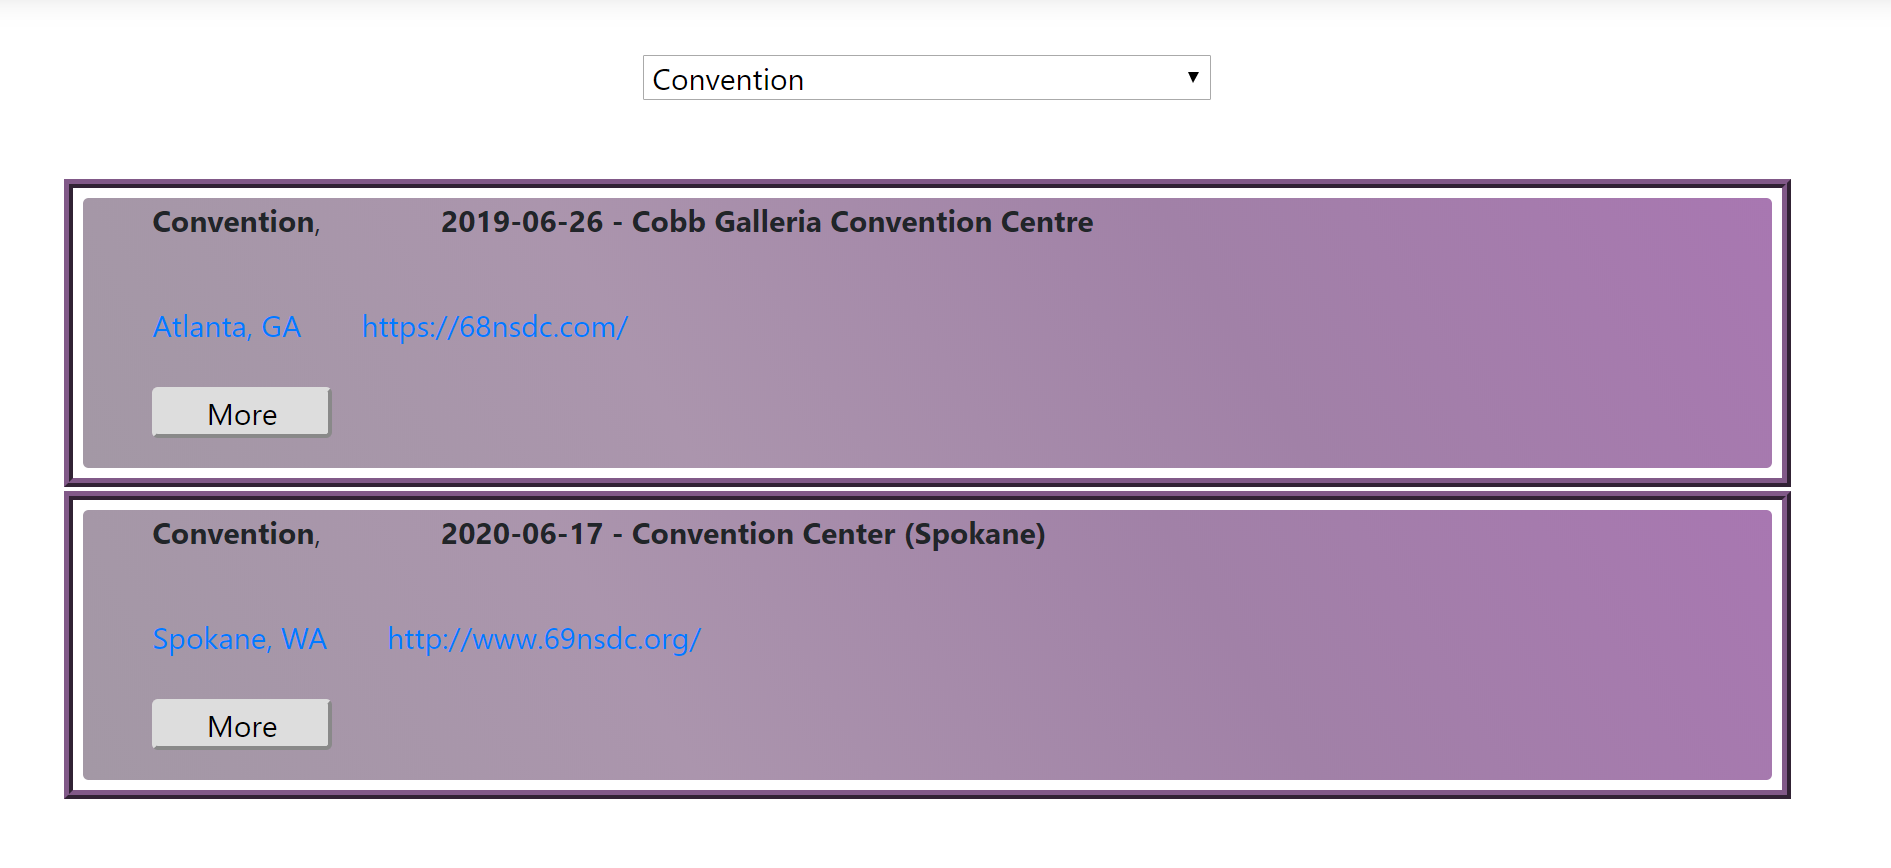 Convention
Convention, 2019-06-26 - Cobb Galleria Convention Centre
Atlanta, GA https://68nsdc.com/
More
Convention, 2020-06-17 - Convention Center (Spokane)
Spokane, WA http://www.69nsdc.org/
More